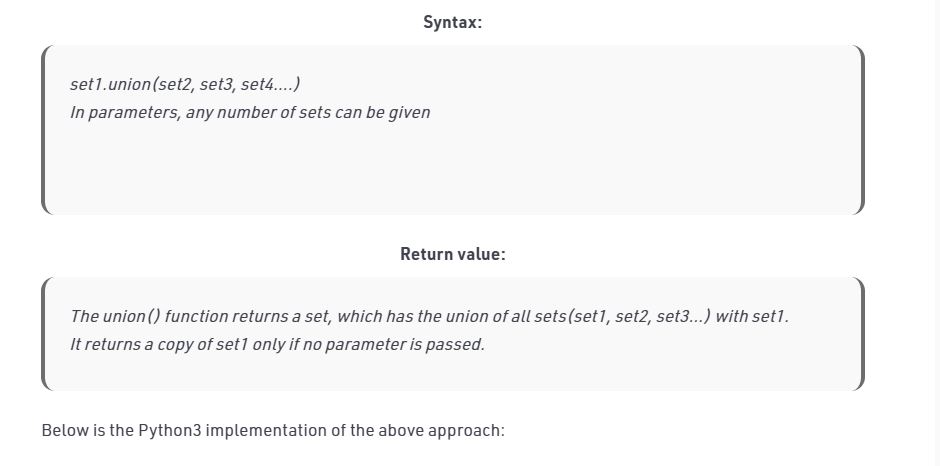 Syntax:
set1.union(set2, set3, set4....)
In parameters, any number of sets can be given
Return value:
The union() function returns a set, which has the union of all sets(set1, set2, set3...) with set1.
It returns a copy of set1 only if no parameter is passed.
Below is the Python3 implementation of the above approach: